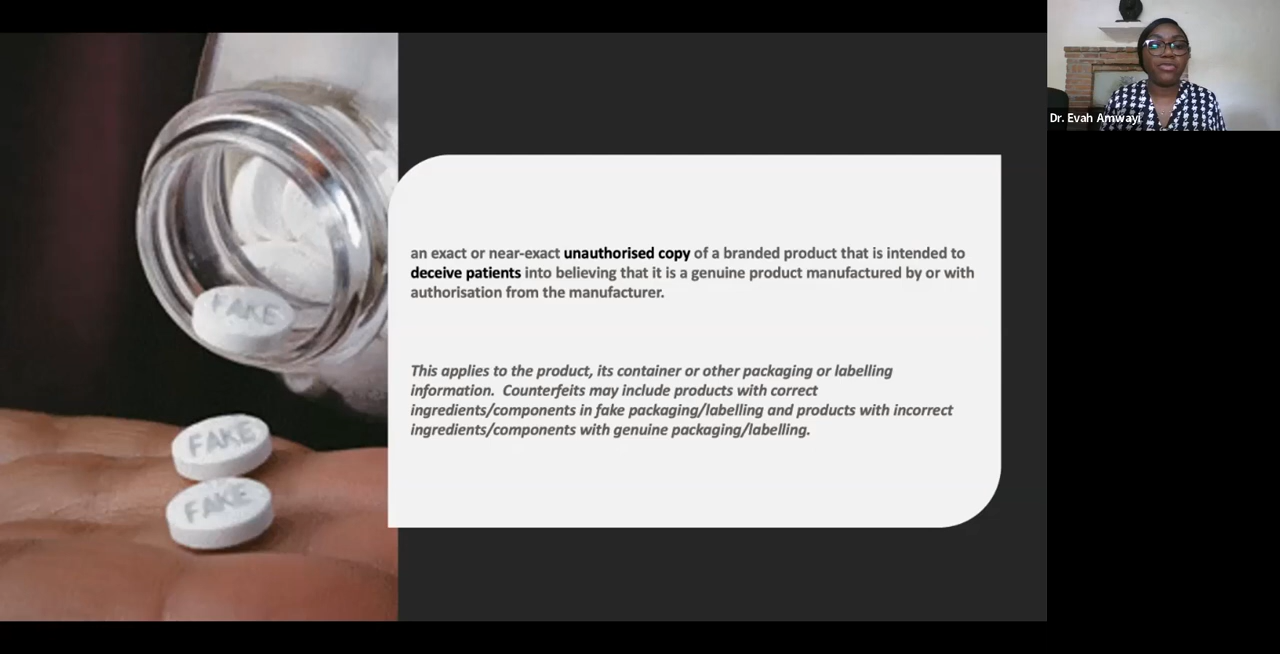 an exact or near-exact unauthorised copy of a branded product that is intended to
deceive patients into believing that it is a genuine product manufactured by or with
authorisation from the manufacturer.
This applies to the product, its container or other packaging or labelling
information.  Counterfeits may include products with correct
ingredients/components in fake packaging/labelling and products with incorrect
ingredients/components with genuine packaging/labelling.
FAKE
FAKE
FAKE
Dr. Evah Amwayi